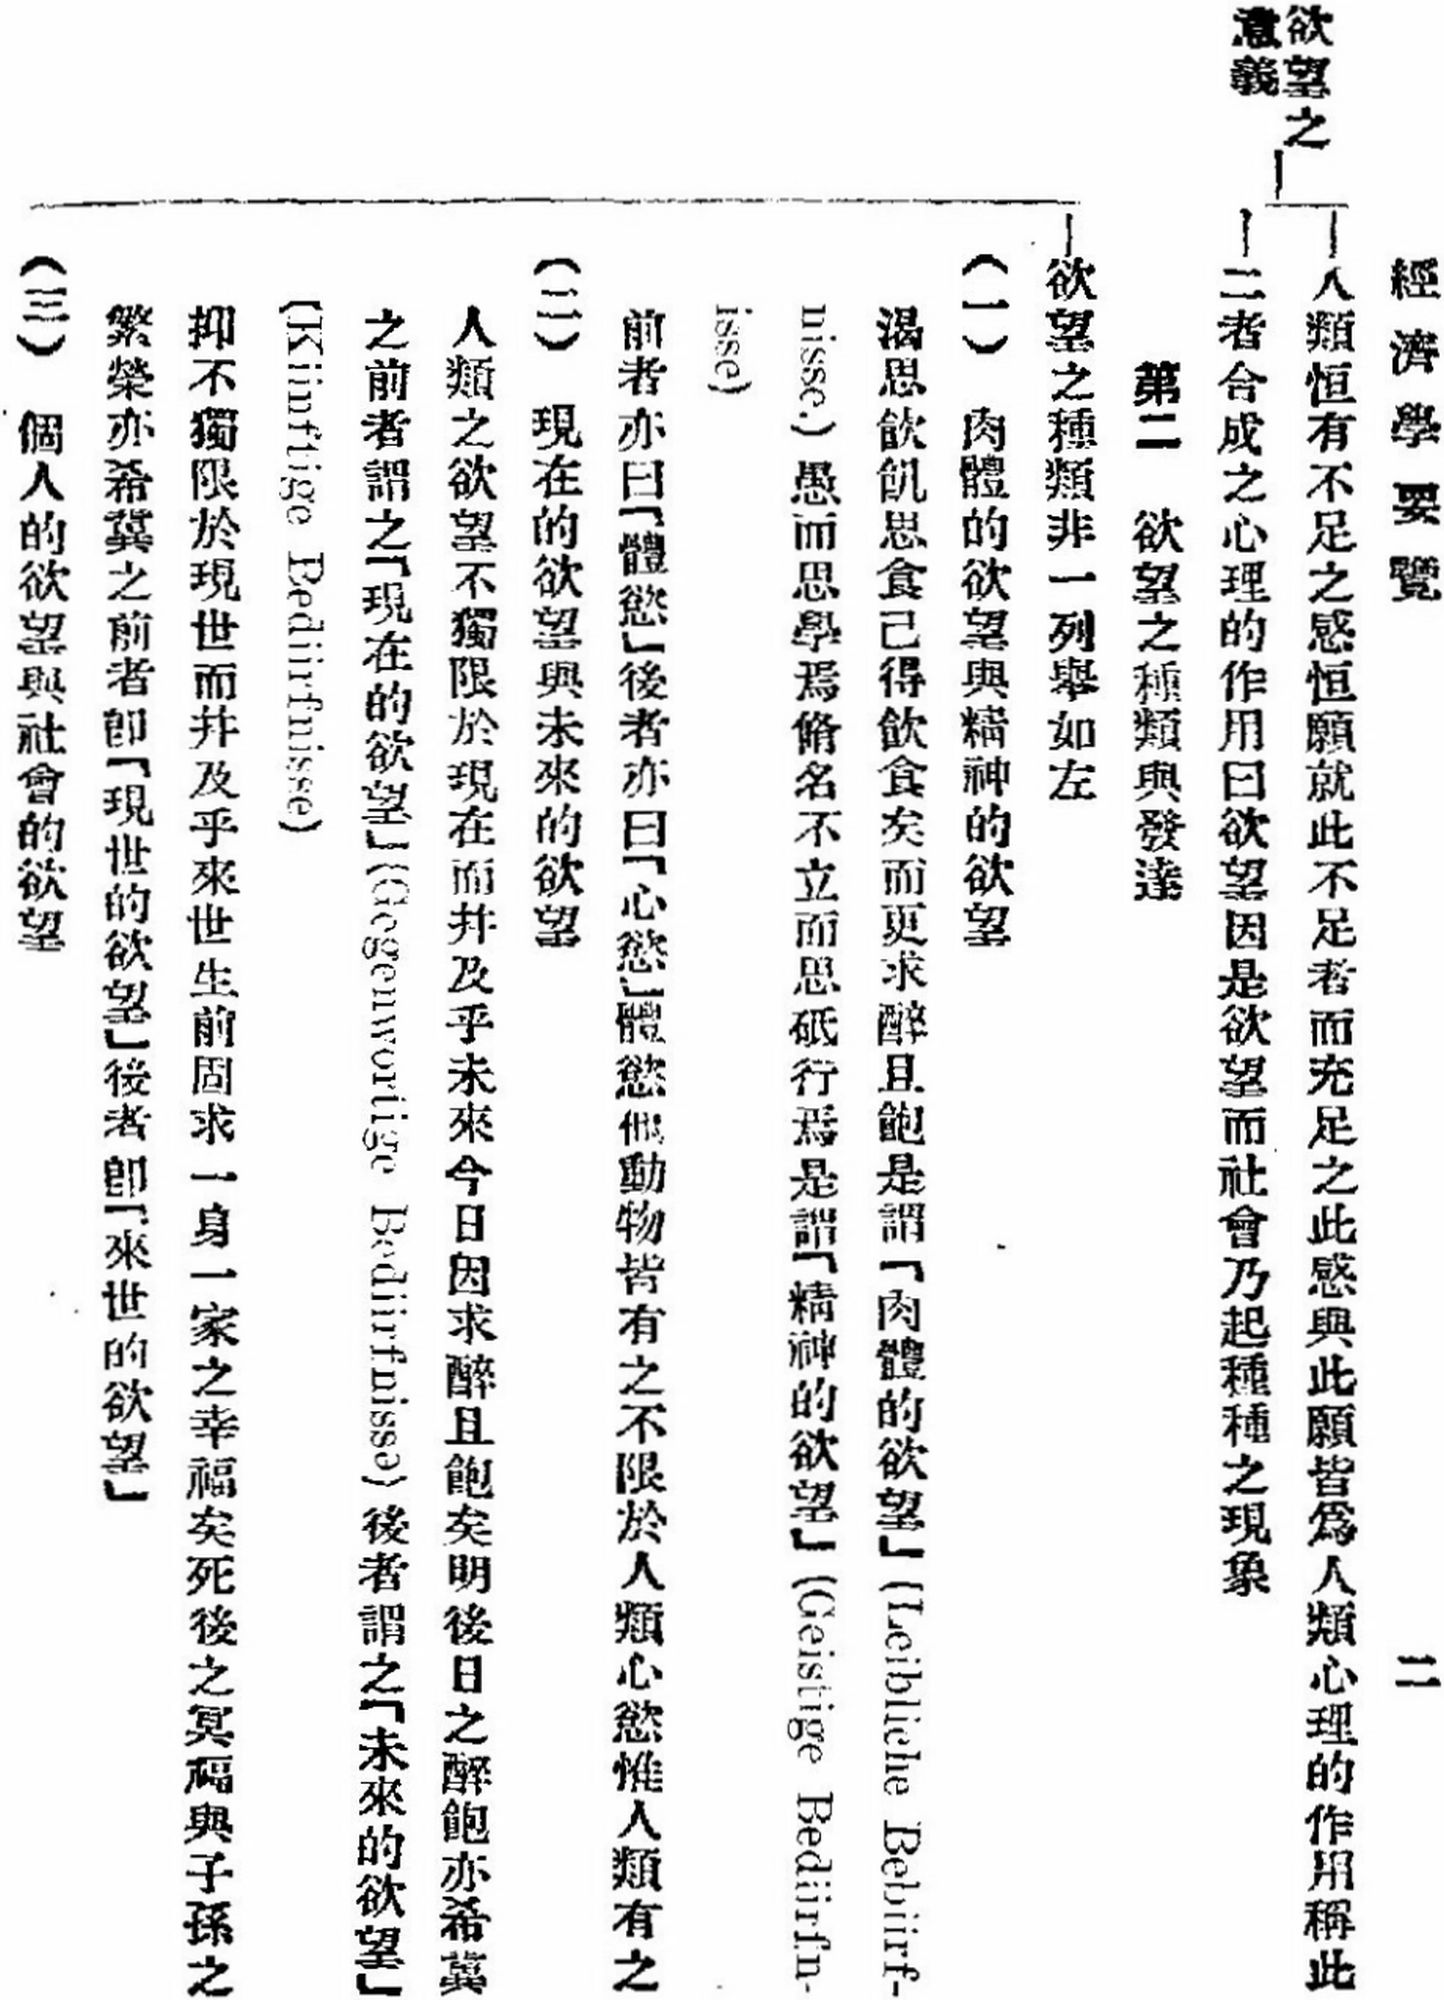 經濟學要覽
二
欲望之
意義
人類恒有不足之感恒願就此不足者而充足之此感與此願皆爲人類心理的作用稱此
二者合成之心理的作用曰欲望因是欲望而社會乃起種種之現象
第二 欲望之種類與發達
欲望之種類非一列舉如左
(一) 肉體的欲望與精神的欲望
渴思飲飢思食己得飲食矣而更求醉且飽是謂「肉體的欲望」(Leibliche Bebüirf-
nisse.)愚而思學焉脩名不立而思砥行焉是謂「精神的欲望」(Geistige Bedüirfn-
isse)
前者亦曰「體慾」後者亦曰「心慾」體慾他動物皆有之不限於人類心慾惟人類有之
(二) 現在的欲望與未來的欲望
人類之欲望不獨限於現在而幷及乎未來今日因求醉且飽矣明後日之醉飽亦希冀
之前者謂之「現在的欲望」(Gegenwortige Bediirfnisse)後者謂之「未來的欲望」
(Kiinftige Bediirfnisse)
抑不獨限於現世而幷及乎來世生前固求一身一家之幸福矣死後之冥福與子孫之
繁榮亦希冀之前者卽「現世的欲望」後者卽「來世的欲望」
(三) 個人的欲望與社會的欲望